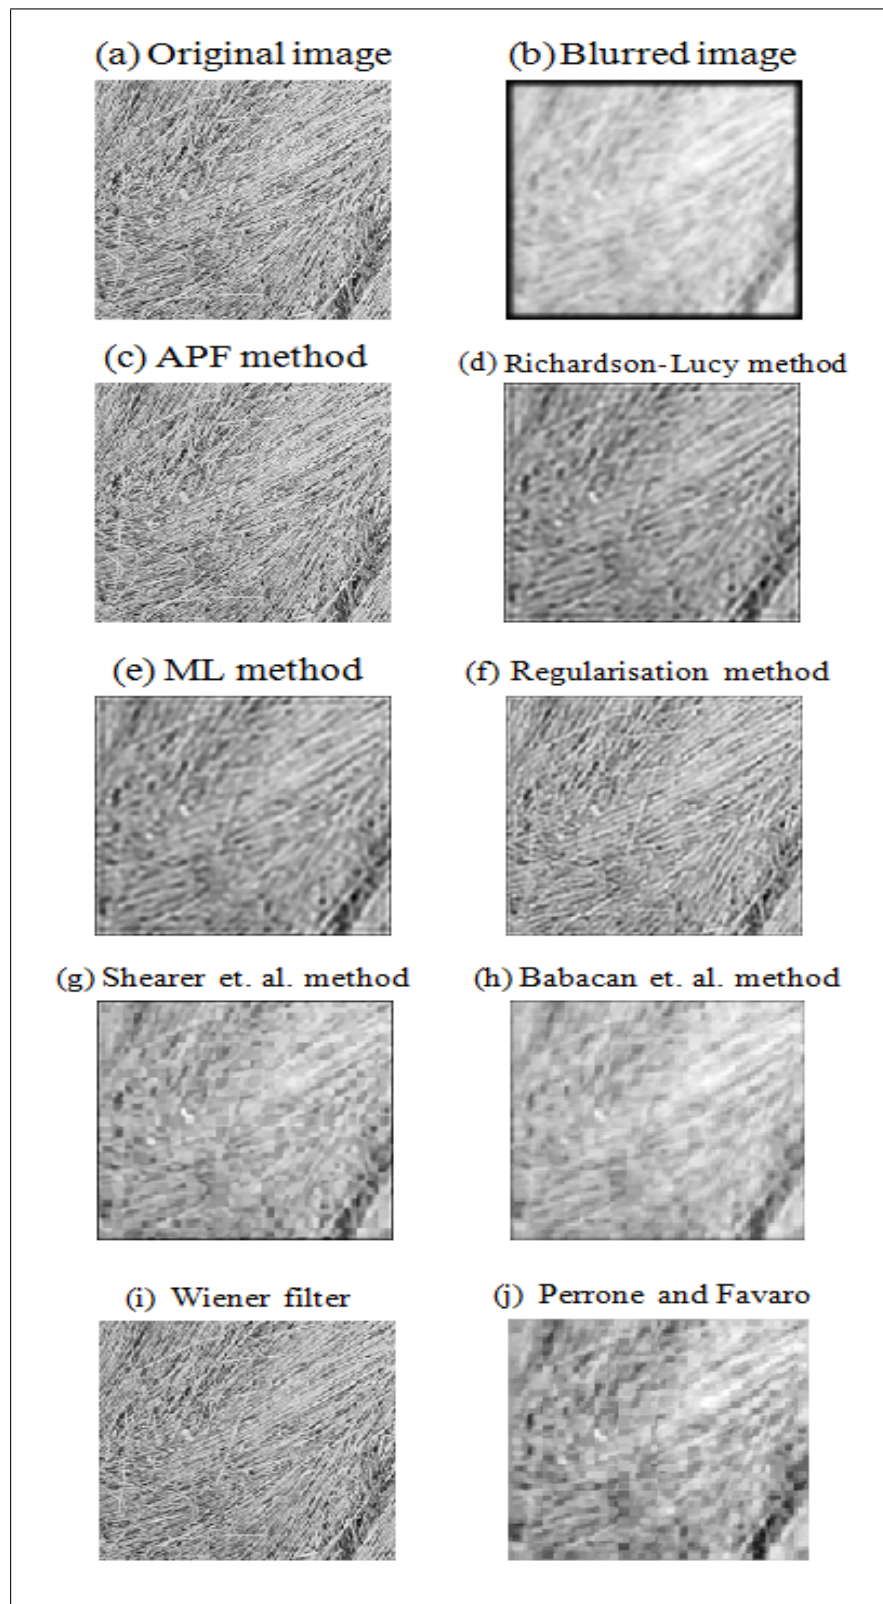 (a) Original image
(b) Blurred image
(c) APF method
(d) Richardson-Lucy method
(e) ML method
(f) Regularisation method
(g) Shearer et. al. method
(h) Babacan et. al. method
(i) Wiener filter
(j) Perrone and Favaro